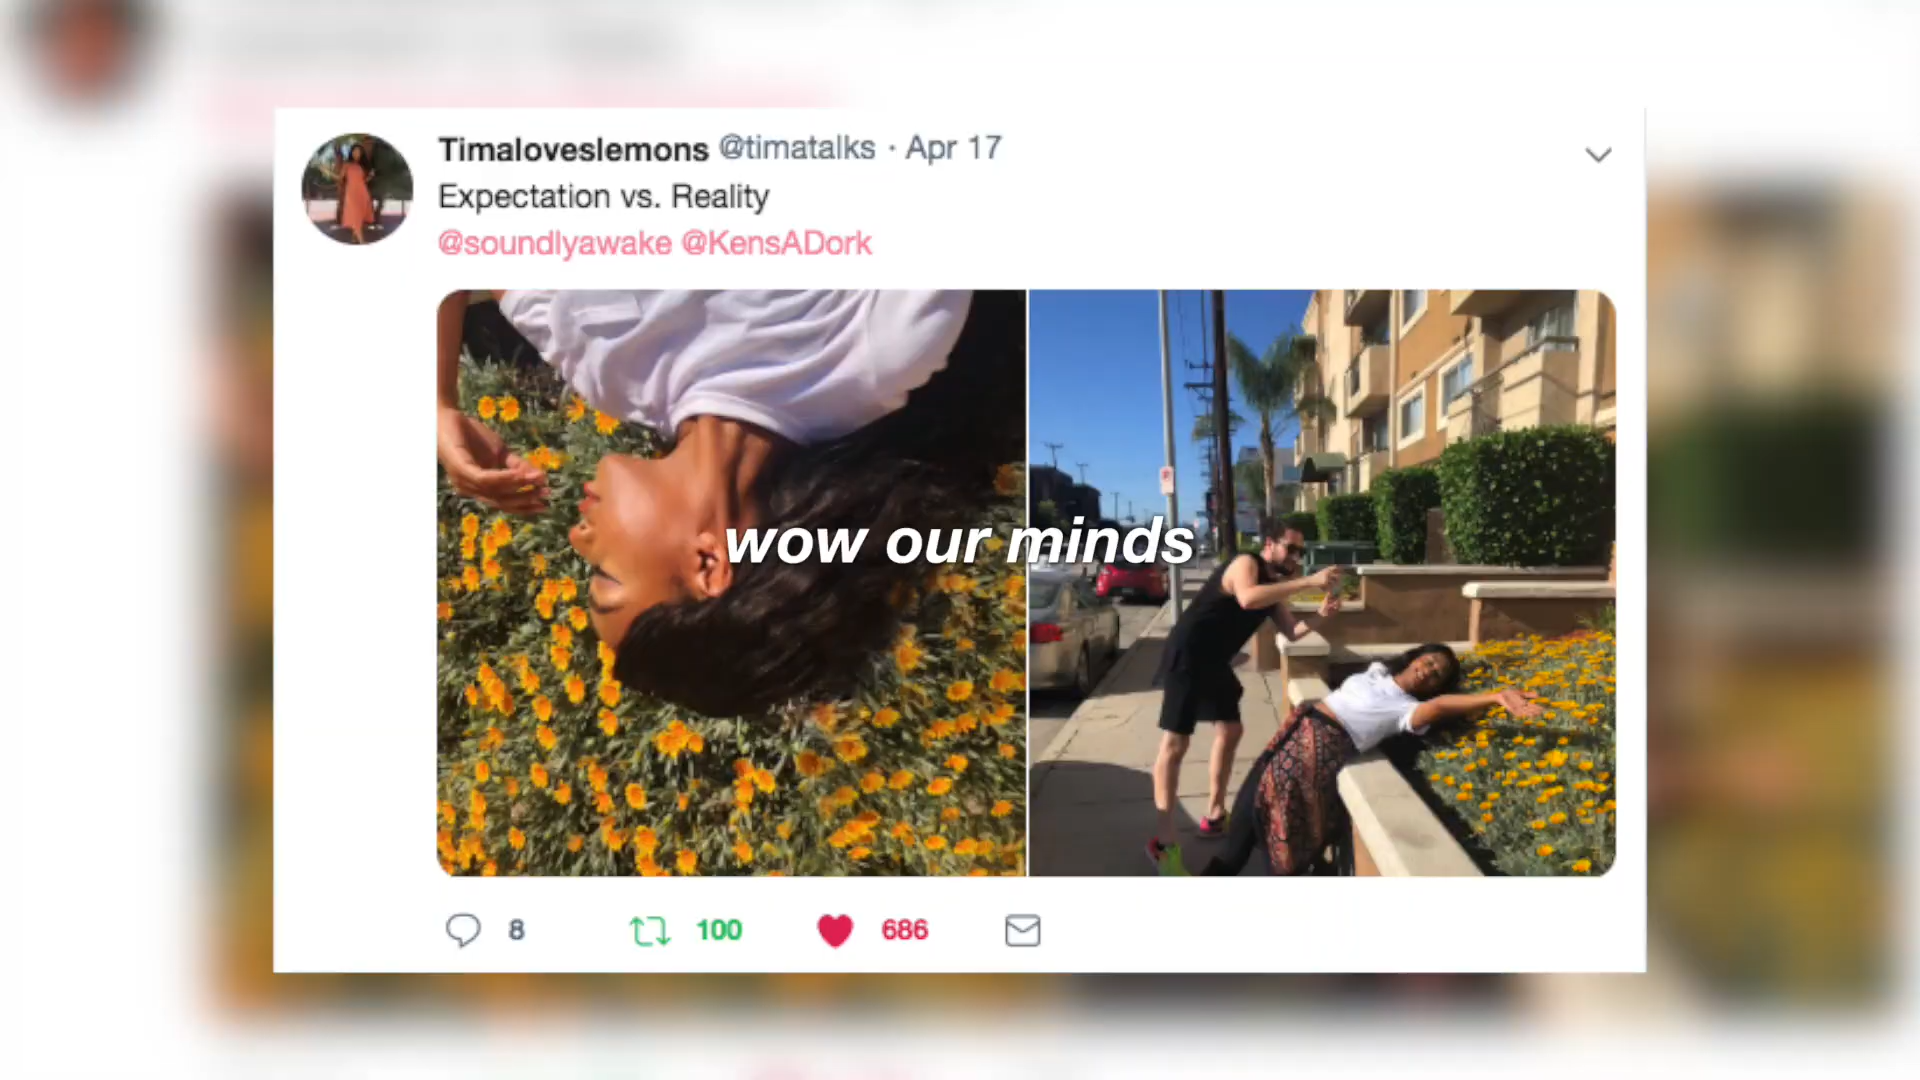 Timaloveslemons @timatalks · Apr 17
Expectation vs. Reality
@soundlyawake @KensADork
wow our minds
8 100 686